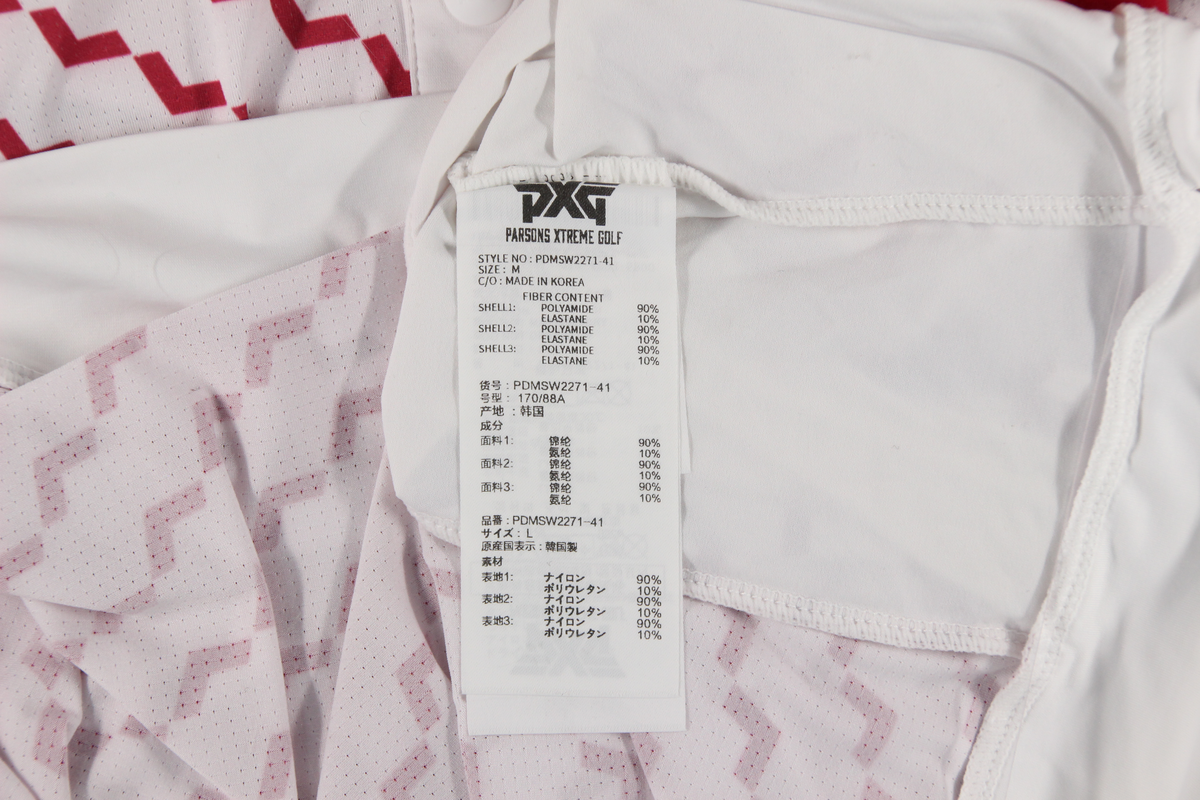 PXG
PARSONS XTREME GOLF
STYLE NO : PDMSW2271-41
SIZE : M
C/O : MADE IN KOREA
FIBER CONTENT
SHELL1: POLYAMIDE 90%
ELASTANE 10%
SHELL2: POLYAMIDE 90%
ELASTANE 10%
SHELL3: POLYAMIDE 90%
ELASTANE 10%
货号 : PDMSW2271-41
号型 : 170/88A
产地 : 韩国
成分
面料1: 锦纶 90%
氨纶 10%
面料2: 锦纶 90%
氨纶 10%
面料3: 锦纶 90%
氨纶 10%
品番 : PDMSW2271-41
サイズ : L
原産国表示 : 韓国製
素材
表地1: ナイロン 90%
ポリウレタン 10%
表地2: ナイロン 90%
ポリウレタン 10%
表地3: ナイロン 90%
ポリウレタン 10%